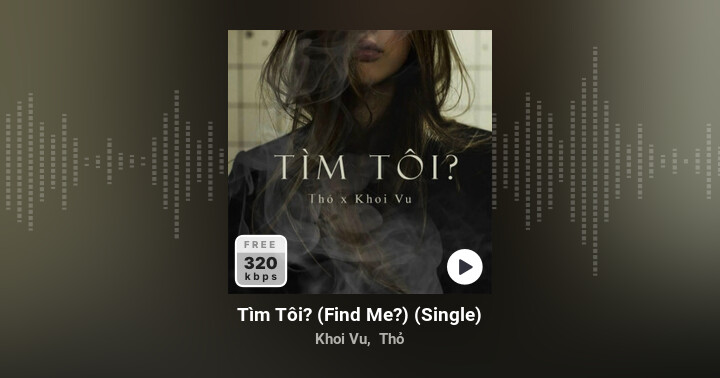 TÌM TÔI?
Thỏ x Khoi Vu
FREE
320
kbps
Tìm Tôi? (Find Me?) (Single)
Khoi Vu, Thỏ